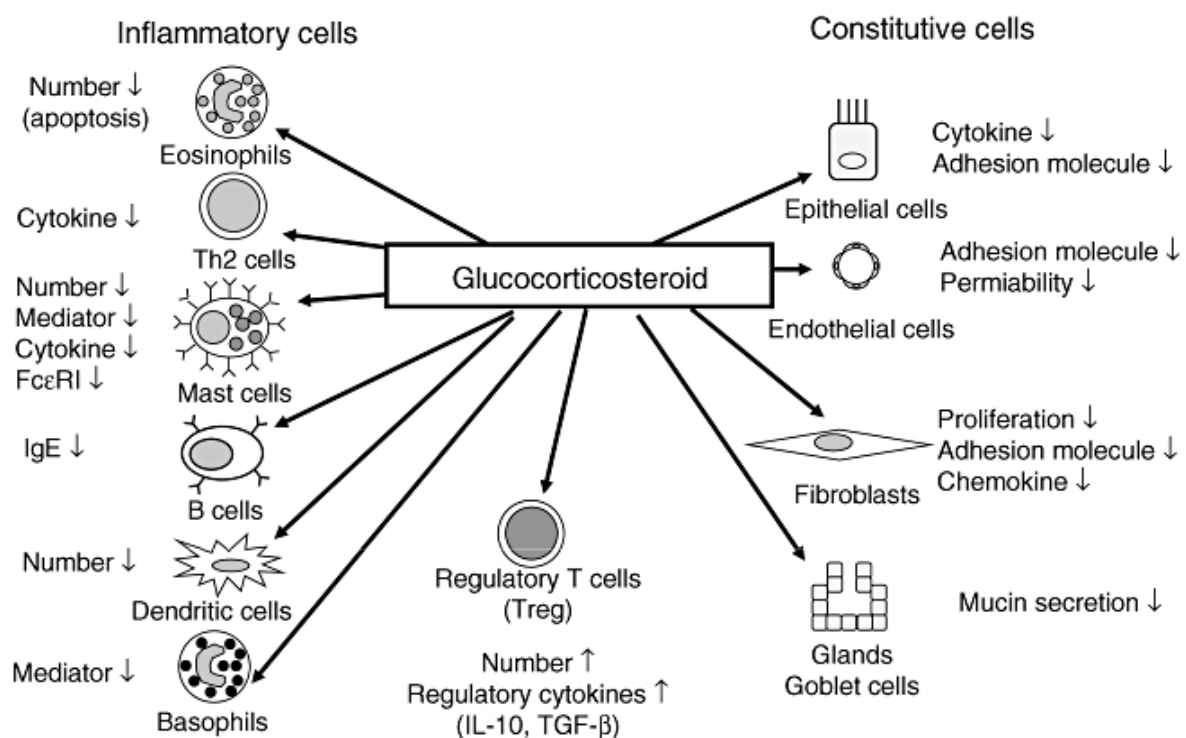 Inflammatory cells
Constitutive cells
Number ↓
(apoptosis)
Eosinophils
Cytokine ↓
Th2 cells
Number ↓
Mediator ↓
Cytokine ↓
FcεRI ↓
Mast cells
IgE ↓
B cells
Number ↓
Dendritic cells
Mediator ↓
Basophils
Glucocorticosteroid
Regulatory T cells
(Treg)
Number ↑
Regulatory cytokines ↑
(IL-10, TGF-β)
Cytokine ↓
Adhesion molecule ↓
Epithelial cells
Adhesion molecule ↓
Permiability ↓
Endothelial cells
Proliferation ↓
Adhesion molecule ↓
Chemokine ↓
Fibroblasts
Mucin secretion ↓
Glands
Goblet cells